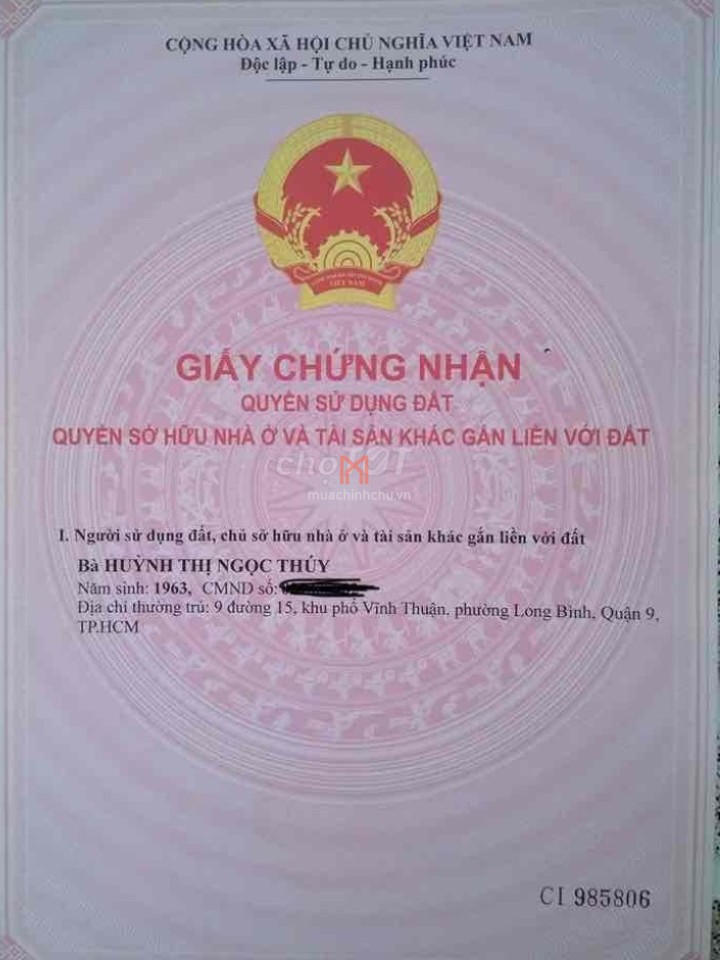 CỘNG HÒA XÃ HỘI CHỦ NGHĨA VIỆT NAM
Độc lập - Tự do - Hạnh phúc
VIỆT NAM
GIẤY CHỨNG NHẬN
QUYỀN SỬ DỤNG ĐẤT
QUYỀN SỞ HỮU NHÀ Ở VÀ TÀI SẢN KHÁC GẮN LIỀN VỚI ĐẤT
muachinhchu.vn
I. Người sử dụng đất, chủ sở hữu nhà ở và tài sản khác gắn liền với đất
Bà HUỲNH THỊ NGỌC THÚY
Năm sinh: 1963, CMND số:
Địa chỉ thường trú: 9 đường 15, khu phố Vĩnh Thuận, phường Long Bình, Quận 9,
TP.HCM
CI 985806